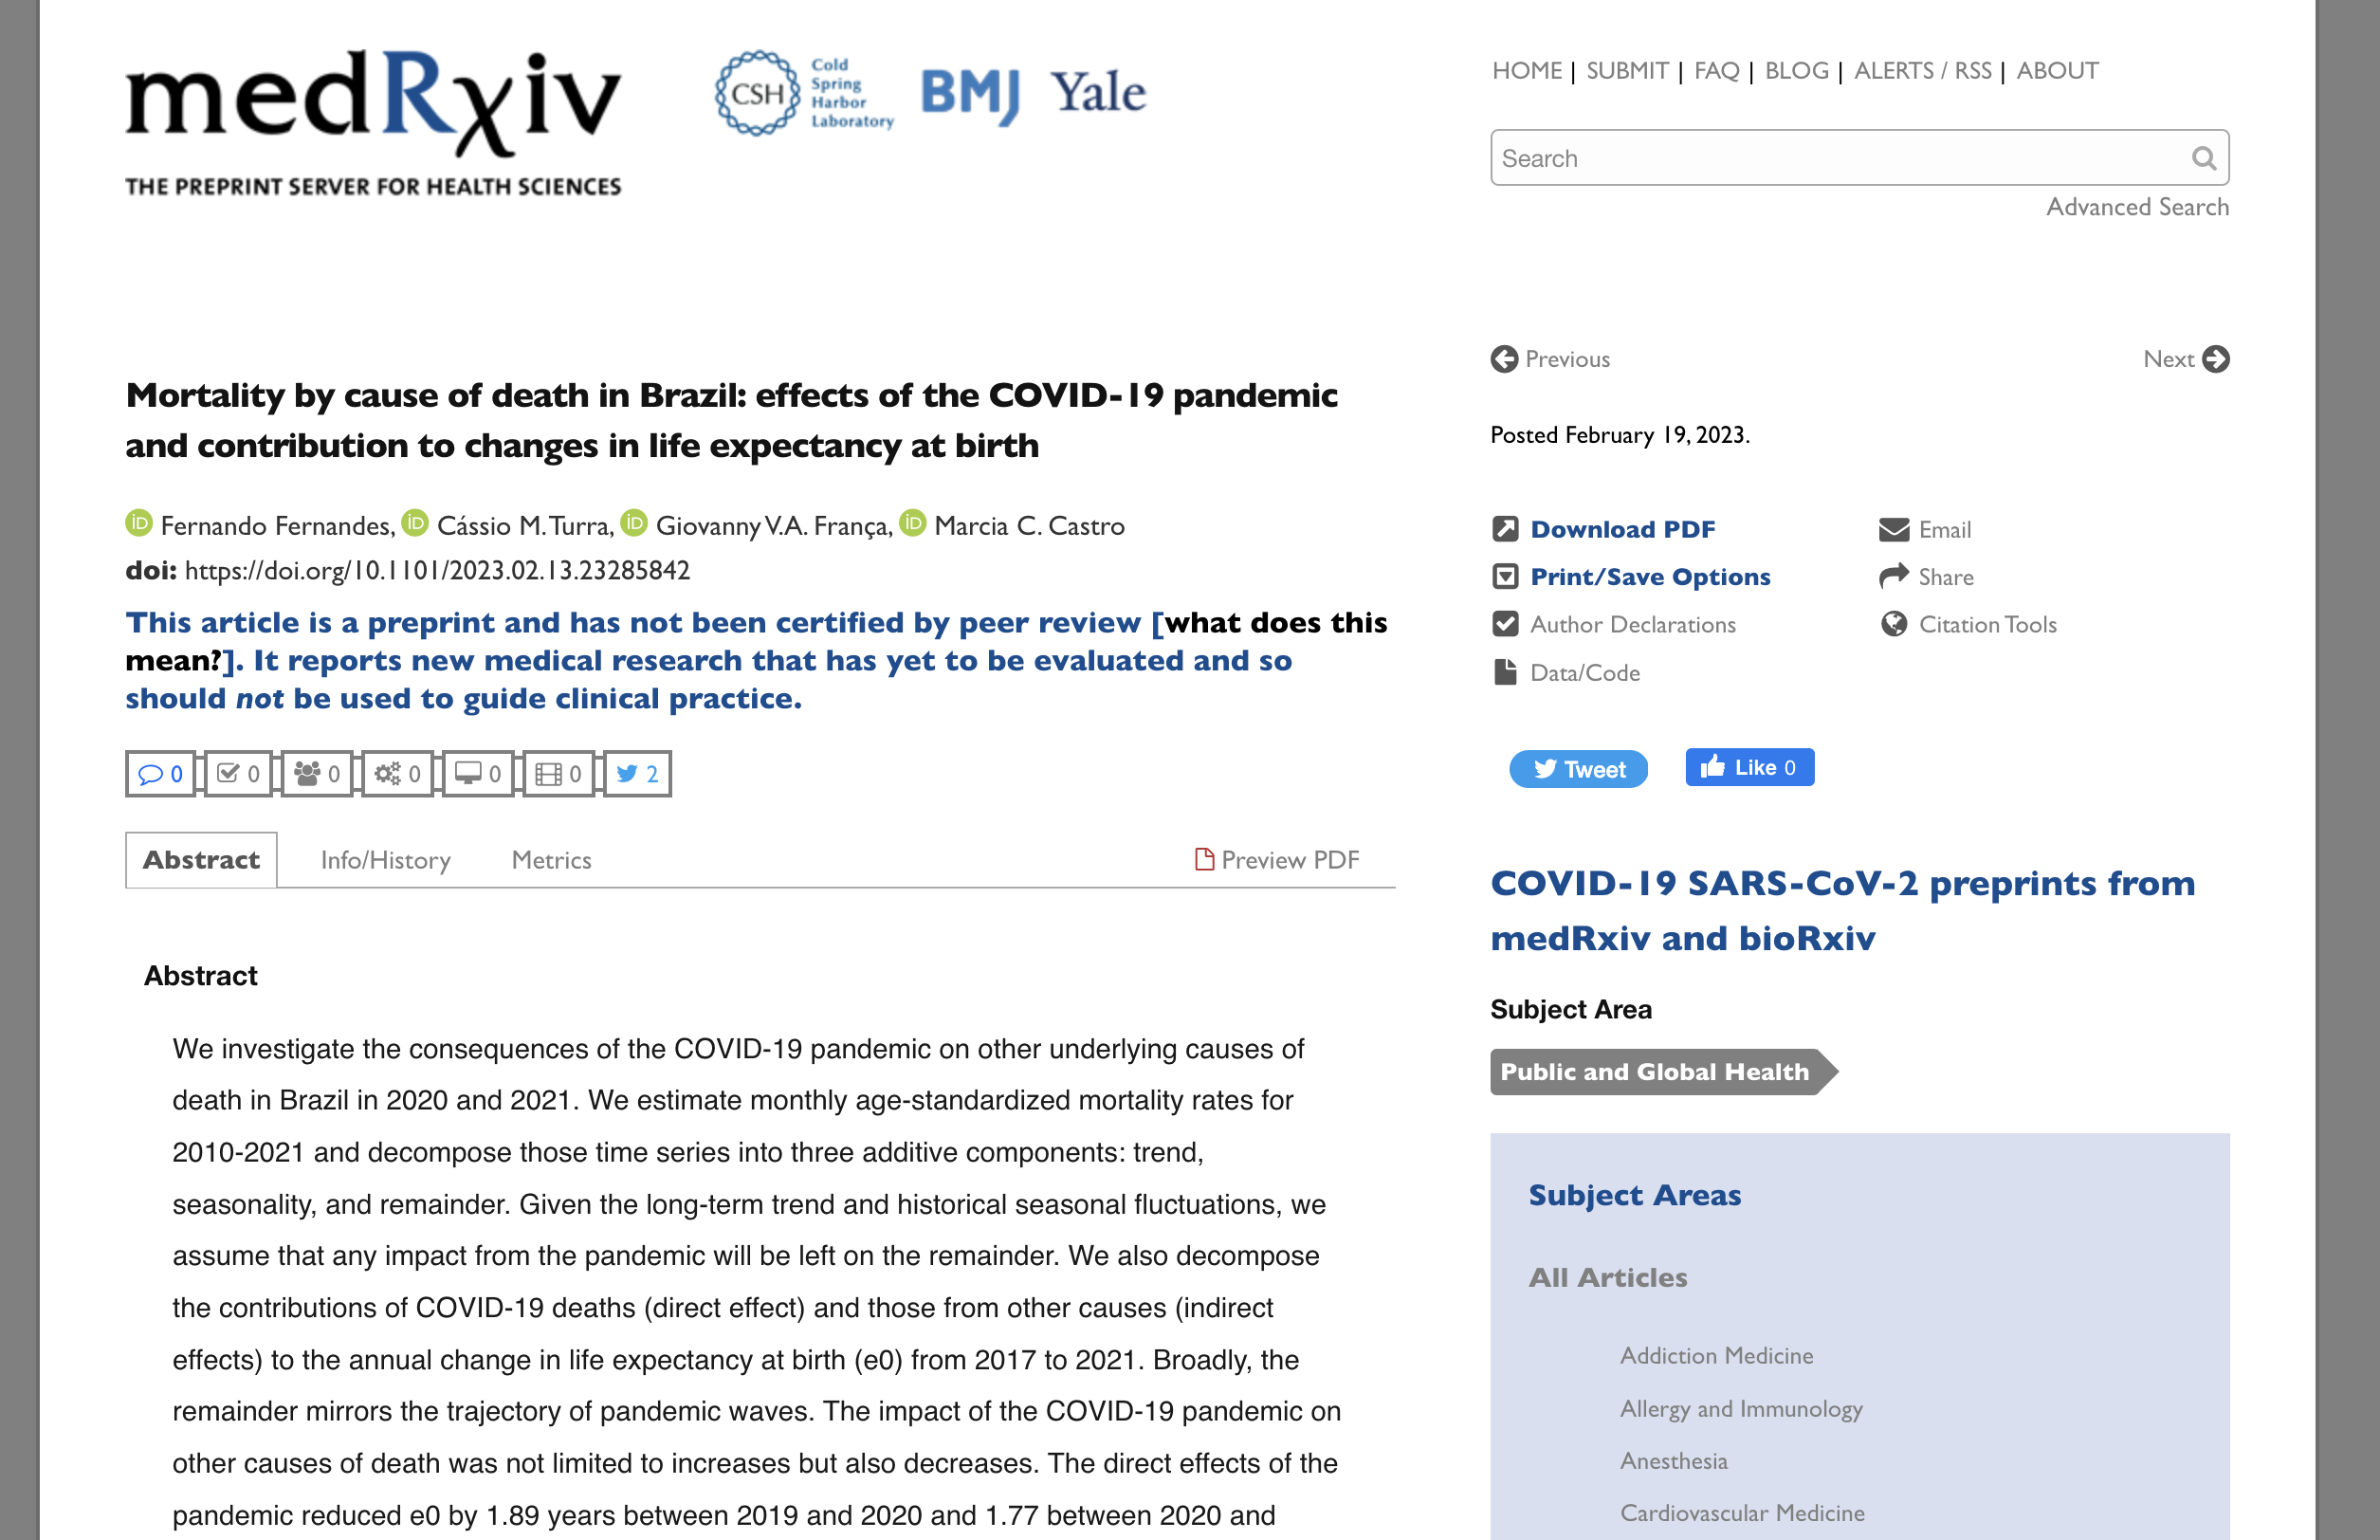 medRxiv
THE PREPRINT SERVER FOR HEALTH SCIENCES
CSH
Cold
Spring
Harbor
Laboratory
BMJ
Yale
HOME | SUBMIT | FAQ | BLOG | ALERTS / RSS | ABOUT
Search
Advanced Search
Mortality by cause of death in Brazil: effects of the COVID-19 pandemic
and contribution to changes in life expectancy at birth
iD Fernando Fernandes, iD Cássio M. Turra, iD Giovanny V.A. França, iD Marcia C. Castro
doi: https://doi.org/10.1101/2023.02.13.23285842
This article is a preprint and has not been certified by peer review [what does this
mean?]. It reports new medical research that has yet to be evaluated and so
should not be used to guide clinical practice.
0 0 0 0 0 0 2
Abstract Info/History Metrics Preview PDF
Abstract
We investigate the consequences of the COVID-19 pandemic on other underlying causes of
death in Brazil in 2020 and 2021. We estimate monthly age-standardized mortality rates for
2010-2021 and decompose those time series into three additive components: trend,
seasonality, and remainder. Given the long-term trend and historical seasonal fluctuations, we
assume that any impact from the pandemic will be left on the remainder. We also decompose
the contributions of COVID-19 deaths (direct effect) and those from other causes (indirect
effects) to the annual change in life expectancy at birth (e0) from 2017 to 2021. Broadly, the
remainder mirrors the trajectory of pandemic waves. The impact of the COVID-19 pandemic on
other causes of death was not limited to increases but also decreases. The direct effects of the
pandemic reduced e0 by 1.89 years between 2019 and 2020 and 1.77 between 2020 and
Previous Next
Posted February 19, 2023.
Download PDF Email
Print/Save Options Share
Author Declarations Citation Tools
Data/Code
Tweet Like 0
COVID-19 SARS-CoV-2 preprints from
medRxiv and bioRxiv
Subject Area
Public and Global Health
Subject Areas
All Articles
Addiction Medicine
Allergy and Immunology
Anesthesia
Cardiovascular Medicine